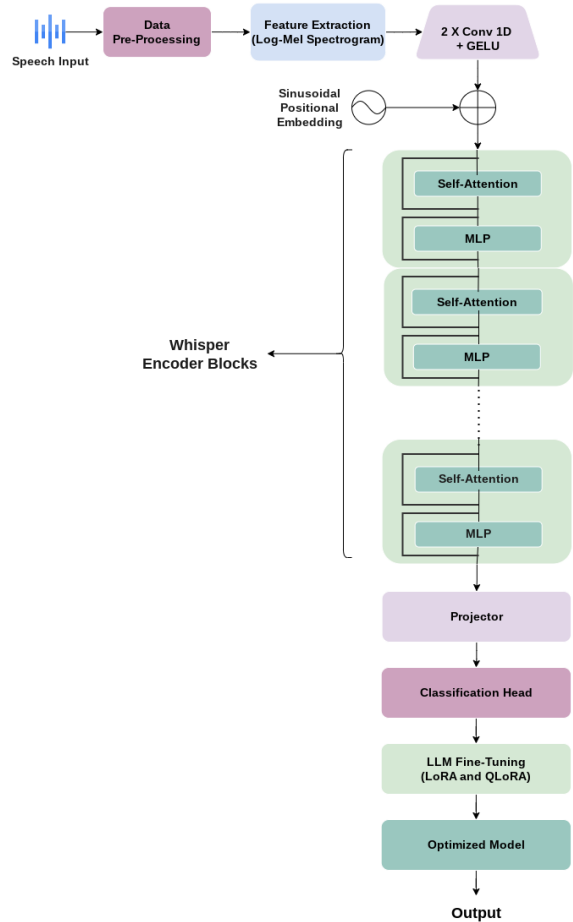 Speech Input
Data
Pre-Processing
Feature Extraction
(Log-Mel Spectrogram)
2 X Conv 1D
+ GELU
Sinusoidal
Positional
Embedding
Self-Attention
MLP
Self-Attention
MLP
Whisper
Encoder Blocks
Self-Attention
MLP
Projector
Classification Head
LLM Fine-Tuning
(LoRA and QLoRA)
Optimized Model
Output